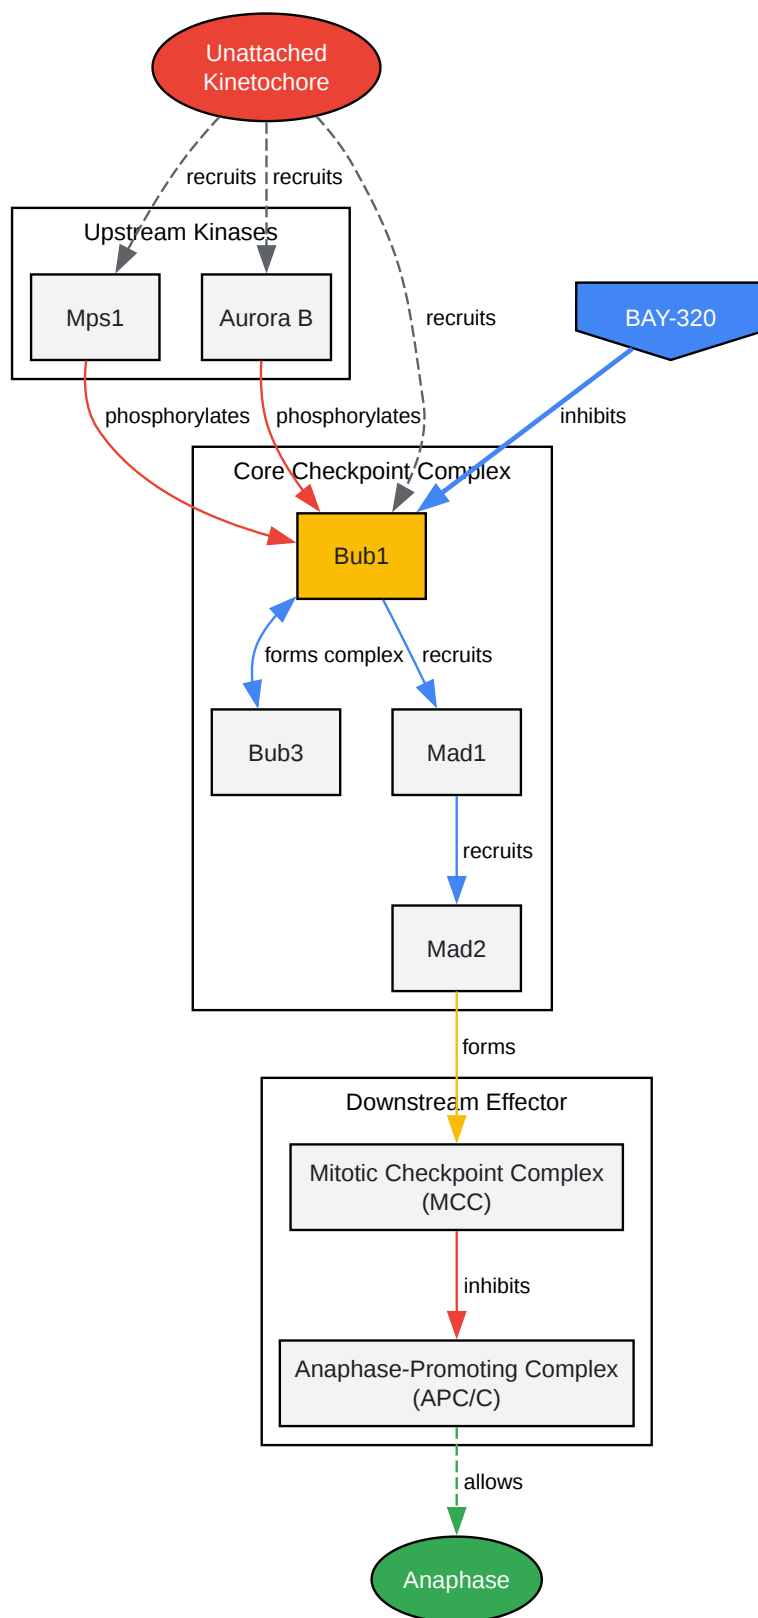 Unattached
Kinetochore
recruits
recruits
Upstream Kinases
Mps1
Aurora B
recruits
BAY-320
phosphorylates
phosphorylates
inhibits
Core Checkpoint Complex
Bub1
forms complex
recruits
Bub3
Mad1
recruits
Mad2
forms
Downstream Effector
Mitotic Checkpoint Complex
(MCC)
inhibits
Anaphase-Promoting Complex
(APC/C)
allows
Anaphase